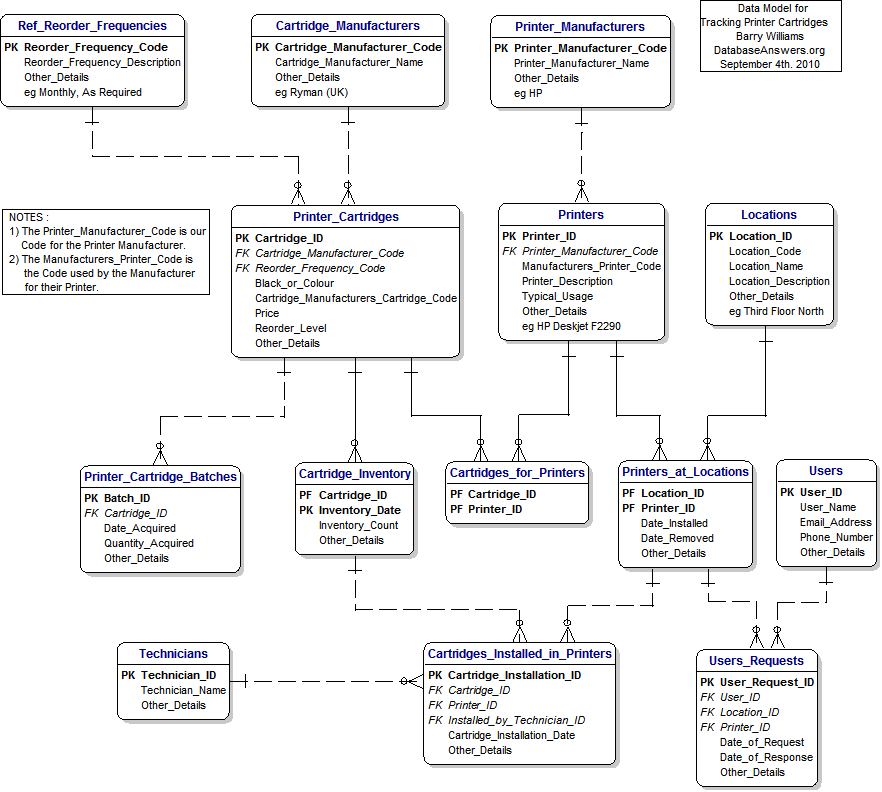 Ref_Reorder_Frequencies
PK Reorder_Frequency_Code
Reorder_Frequency_Description
Other_Details
eg Monthly, As Required
Cartridge_Manufacturers
PK Cartridge_Manufacturer_Code
Cartridge_Manufacturer_Name
Other_Details
eg Ryman (UK)
Printer_Manufacturers
PK Printer_Manufacturer_Code
Printer_Manufacturer_Name
Other_Details
eg HP
Data Model for
Tracking Printer Cartridges
Barry Williams
DatabaseAnswers.org
September 4th. 2010
NOTES :
1) The Printer_Manufacturer_Code is our
Code for the Printer Manufacturer.
2) The Manufacturers_Printer_Code is
the Code used by the Manufacturer
for their Printer.
Printer_Cartridges
PK Cartridge_ID
FK Cartridge_Manufacturer_Code
FK Reorder_Frequency_Code
Black_or_Colour
Cartridge_Manufacturers_Cartridge_Code
Price
Reorder_Level
Other_Details
Printers
PK Printer_ID
FK Printer_Manufacturer_Code
Manufacturers_Printer_Code
Printer_Description
Typical_Usage
Other_Details
eg HP Deskjet F2290
Locations
PK Location_ID
Location_Code
Location_Name
Location_Description
Other_Details
eg Third Floor North
Printer_Cartridge_Batches
PK Batch_ID
FK Cartridge_ID
Date_Acquired
Quantity_Acquired
Other_Details
Cartridge_Inventory
PF Cartridge_ID
PK Inventory_Date
Inventory_Count
Other_Details
Cartridges_for_Printers
PF Cartridge_ID
PF Printer_ID
Printers_at_Locations
PF Location_ID
PF Printer_ID
Date_Installed
Date_Removed
Other_Details
Users
PK User_ID
User_Name
Email_Address
Phone_Number
Other_Details
Technicians
PK Technician_ID
Technician_Name
Other_Details
Cartridges_Installed_in_Printers
PK Cartridge_Installation_ID
FK Cartridge_ID
FK Printer_ID
FK Installed_by_Technician_ID
Cartridge_Installation_Date
Other_Details
Users_Requests
PK User_Request_ID
FK User_ID
FK Location_ID
FK Printer_ID
Date_of_Request
Date_of_Response
Other_Details